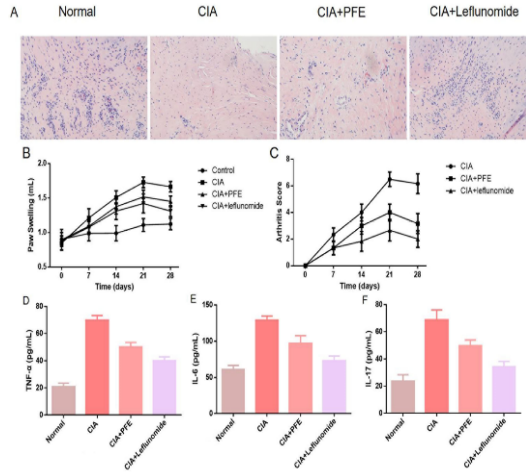 A
Normal
CIA
CIA+PFE
CIA+Leflunomide
B
Paw Swelling (mL)
2.0
1.5
1.0
0.5
0
7
14
21
28
Time (days)
Control
CIA
CIA+PFE
CIA+leflunomide
C
Arthritis Score
8
6
4
2
0
0
7
14
21
28
Time (days)
CIA
CIA+PFE
CIA+leflunomide
D
TNF-α (pg/mL)
80
60
40
20
0
Normal
CIA
CIA+PFE
CIA+Leflunomide
E
IL-6 (pg/mL)
150
100
50
0
Normal
CIA
CIA+PFE
CIA+Leflunomide
F
IL-17 (pg/mL)
80
60
40
20
0
Normal
CIA
CIA+PFE
CIA+Leflunomide